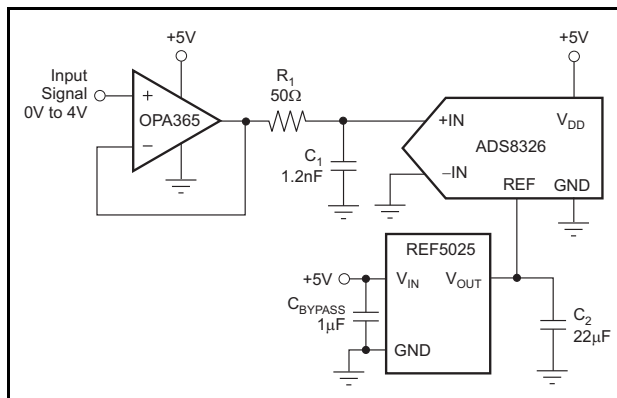 +5V
Input
Signal
0V to 4V
+
OPA365
−
R1
50Ω
C1
1.2nF
+5V
+IN
VDD
ADS8326
−IN
REF
GND
REF5025
+5V
VIN
VOUT
CBYPASS
1µF
GND
C2
22µF